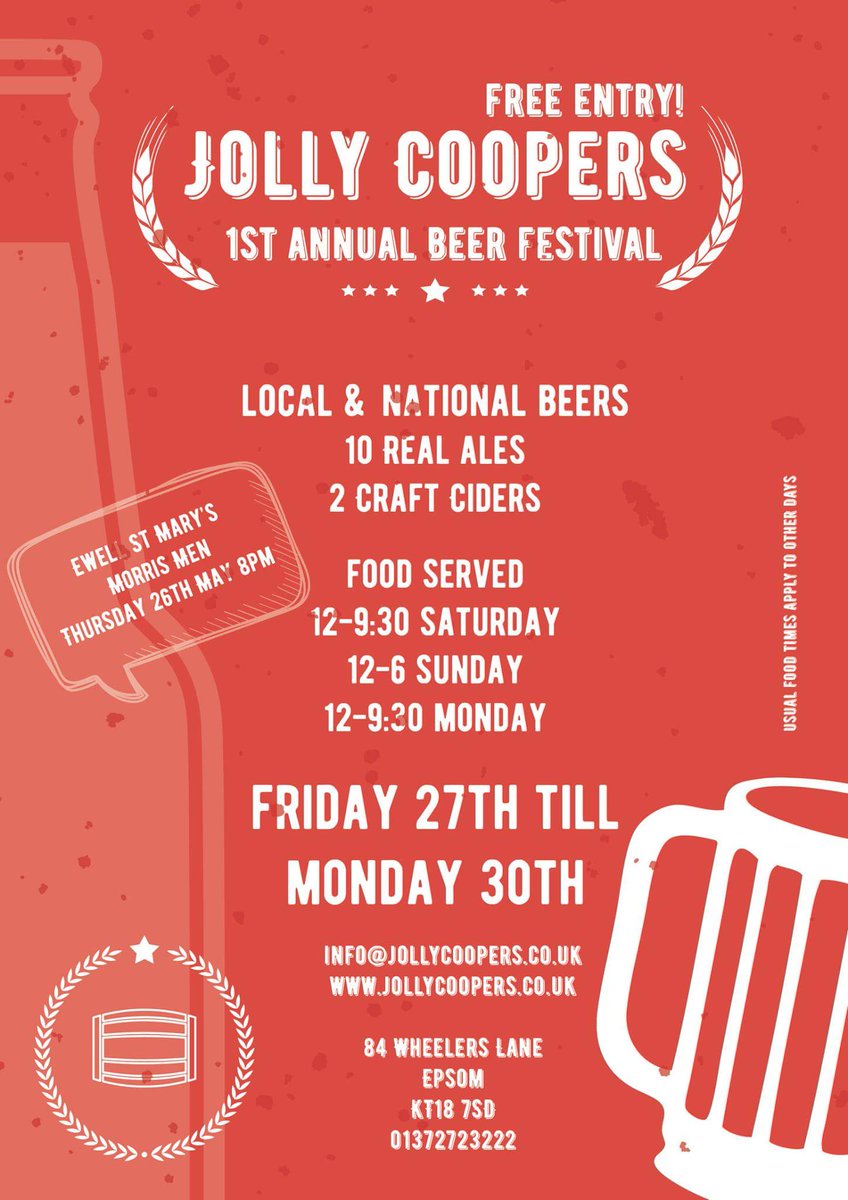 FREE ENTRY!
JOLLY COOPERS
1ST ANNUAL BEER FESTIVAL
LOCAL & NATIONAL BEERS
10 REAL ALES
2 CRAFT CIDERS
EWELL ST MARY'S
MORRIS MEN
THURSDAY 26TH MAY 8PM
FOOD SERVED
12-9:30 SATURDAY
12-6 SUNDAY
12-9:30 MONDAY
USUAL FOOD TIMES APPLY TO OTHER DAYS
FRIDAY 27TH TILL
MONDAY 30TH
INFO@JOLLYCOOPERS.CO.UK
WWW.JOLLYCOOPERS.CO.UK
84 WHEELERS LANE
EPSOM
KT18 7SD
01372723222